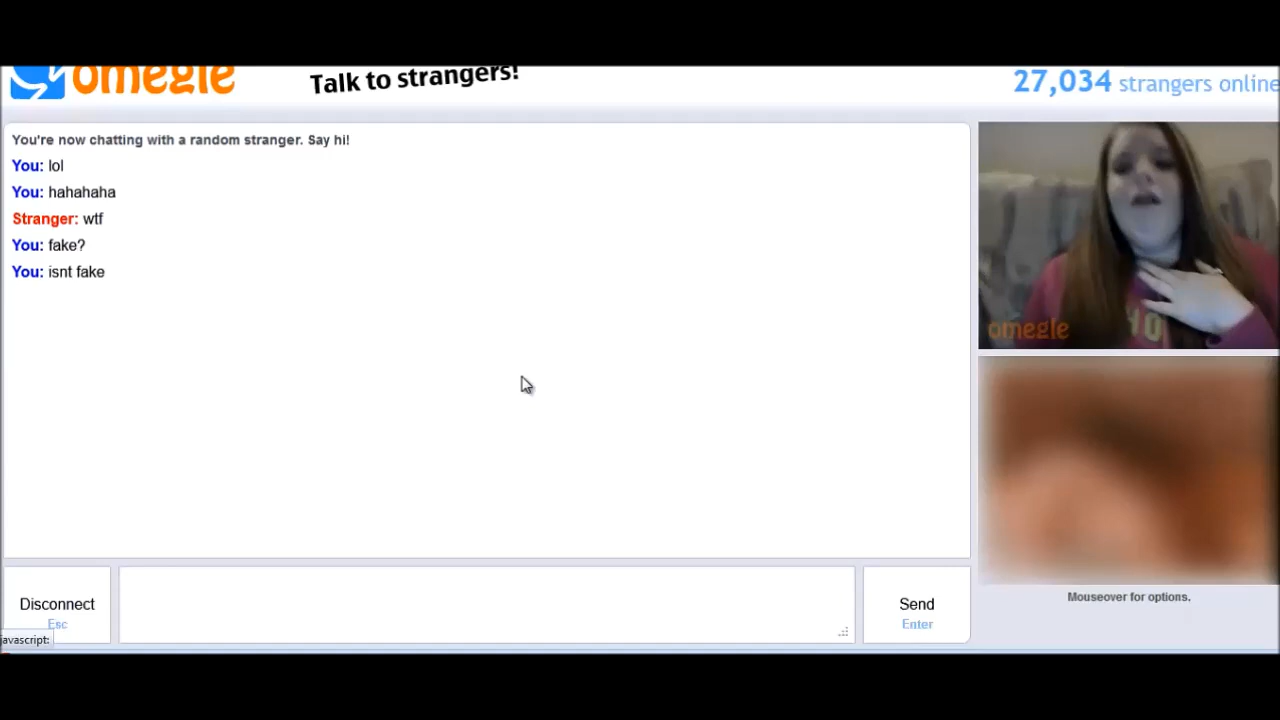 omegle
Talk to strangers!
27,034 strangers online
You're now chatting with a random stranger. Say hi!
You: lol
You: hahahaha
Stranger: wtf
You: fake?
You: isnt fake
omegle
Mouseover for options.
Disconnect
Esc
Send
Enter
javascript: